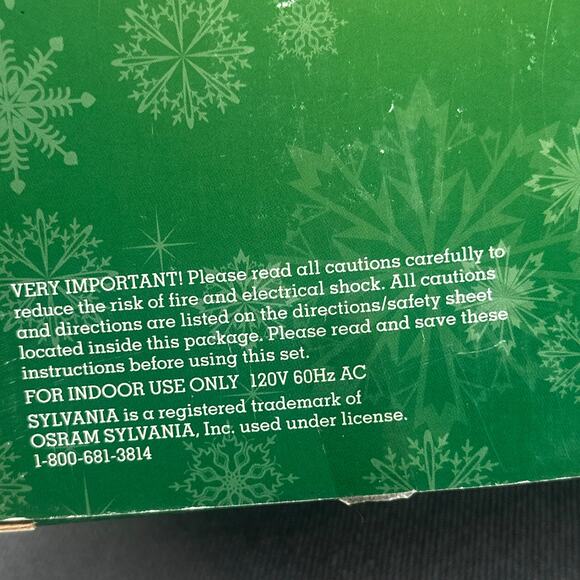 VERY IMPORTANT! Please read all cautions carefully to
reduce the risk of fire and electrical shock. All cautions
and directions are listed on the directions/safety sheet
located inside this package. Please read and save these
instructions before using this set.
FOR INDOOR USE ONLY 120V 60Hz AC
SYLVANIA is a registered trademark of
OSRAM SYLVANIA, Inc. used under license.
1-800-681-3814